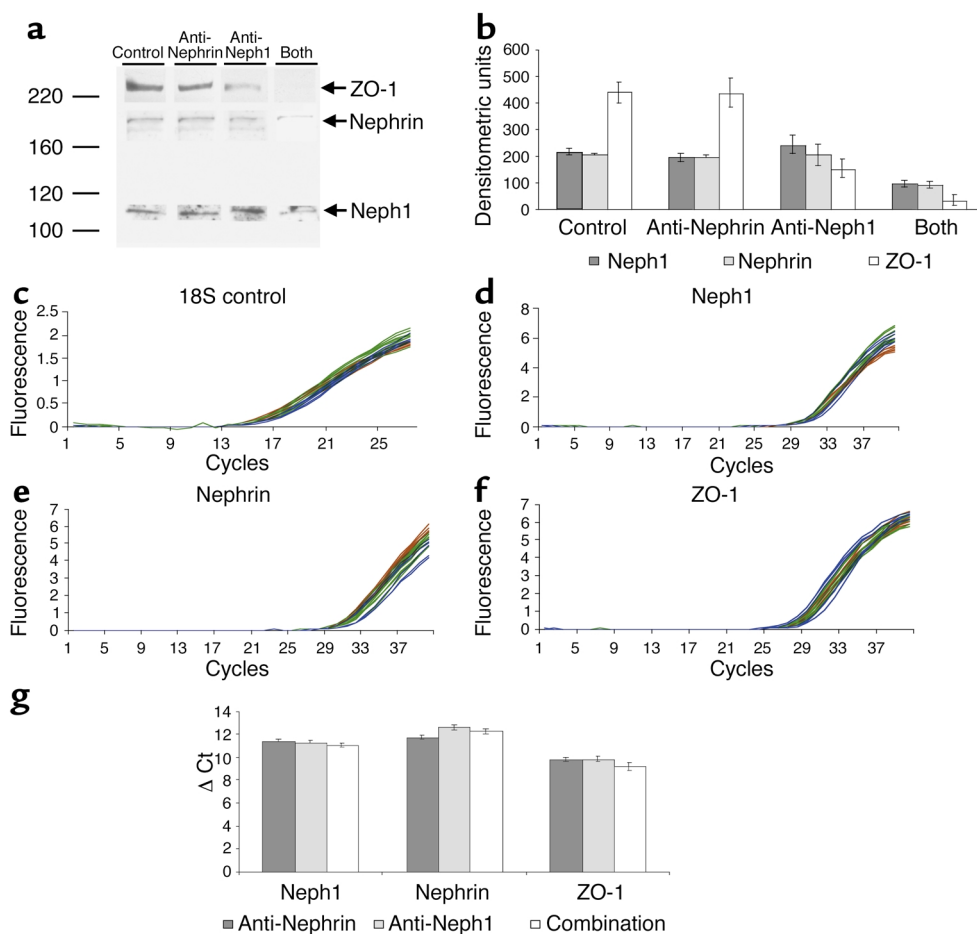 a
Control
Anti-
Nephrin
Anti-
Neph1
Both
220
160
120
100
ZO-1
Nephrin
Neph1
b
Densitometric units
600
500
400
300
200
100
0
Control Anti-Nephrin Anti-Neph1 Both
Neph1 Nephrin ZO-1
c
18S control
Fluorescence
2.5
2
1.5
1
0.5
0
1 5 9 13 17 21 25
Cycles
d
Neph1
Fluorescence
8
6
4
2
0
1 5 9 13 17 21 25 29 33 37
Cycles
e
Nephrin
Fluorescence
7
6
5
4
3
2
1
0
1 5 9 13 17 21 25 29 33 37
Cycles
f
ZO-1
Fluorescence
7
6
5
4
3
2
1
0
1 5 9 13 17 21 25 29 33 37
Cycles
g
Δ Ct
14
12
10
8
6
4
2
0
Neph1 Nephrin ZO-1
Anti-Nephrin Anti-Neph1 Combination